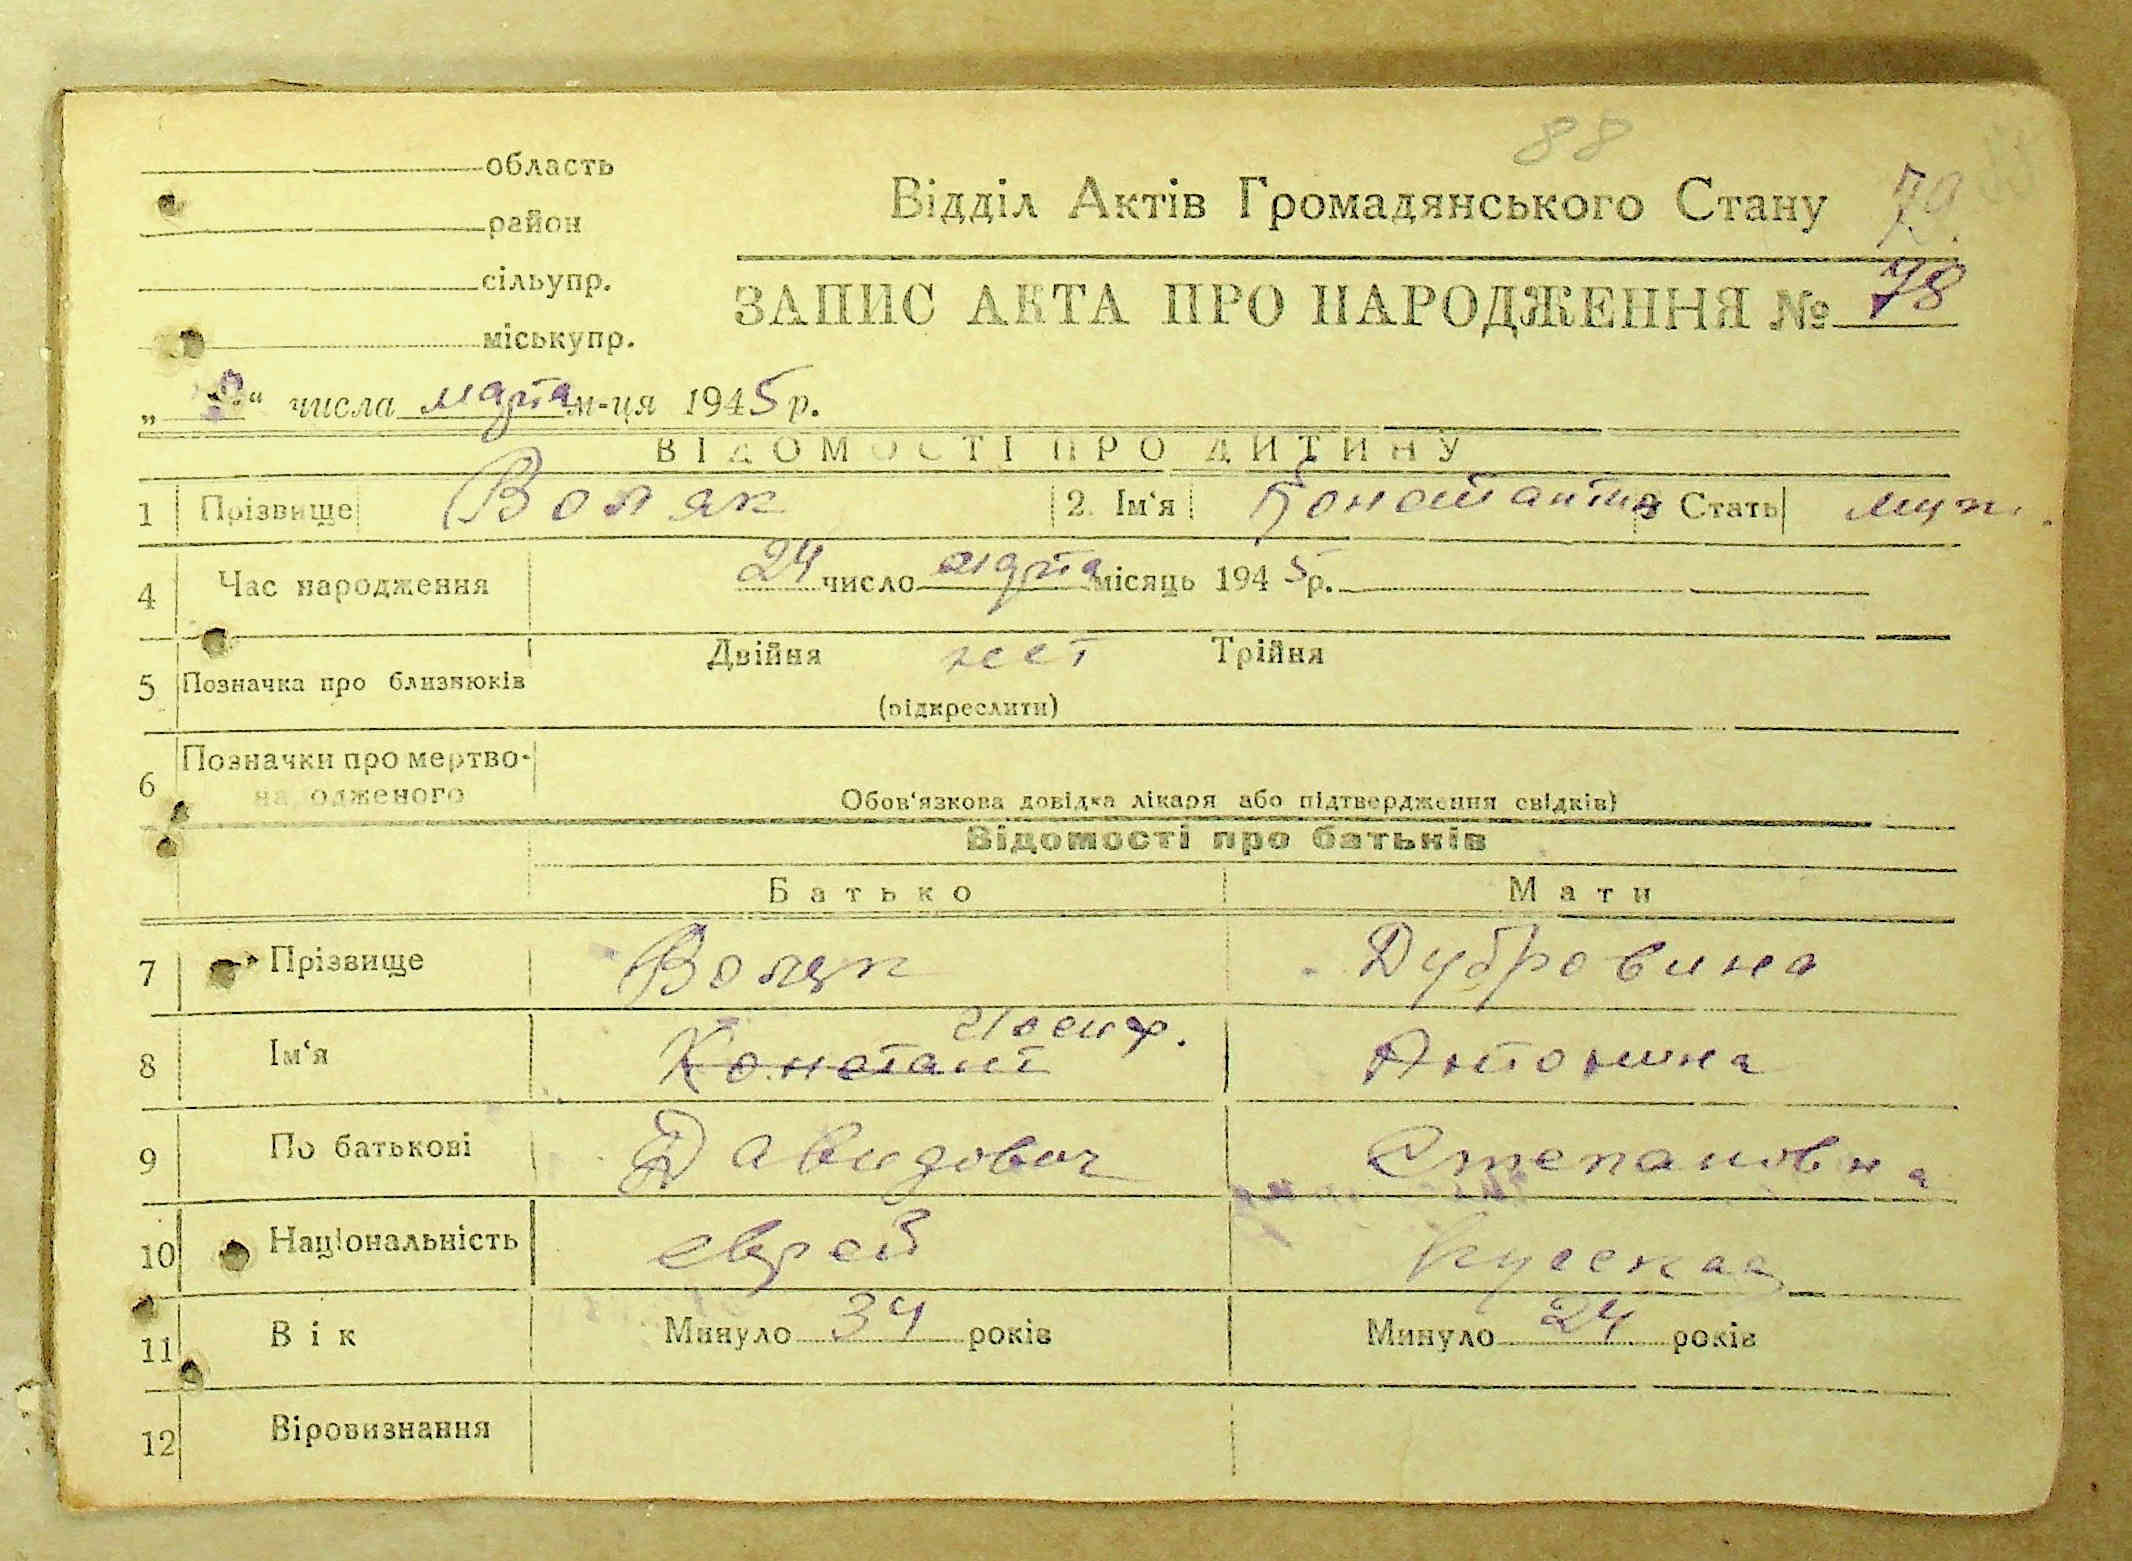 88
область
район
сільупр.
міськупр.
Відділ Актів Громадянського Стану
ЗАПИС АКТА ПРО НАРОДЖЕННЯ № 78
„ “ числа марта м-ця 1945 р.
ВІДОМОСТІ ПРО ДИТИНУ
1 Прізвище Воляк 2. Ім'я Константин 3 Стать муж.
4 Час народження 24 число марта місяць 1945 р.
5 Позначка про близнюків Двійня нет Трійня
(підкреслити)
6 Позначки про мертво-
народженого Обов'язкова довідка лікаря або підтвердження свідків)
Відомості про батьків
Батько Мати
7 Прізвище Воляк Дубровина
8 Ім'я Констант Иосиф. Антонина
9 По батькові Давидович Степановна
10 Національність еврей русская
11 Вік Минуло 34 років Минуло 24 років
12 Віровизнання